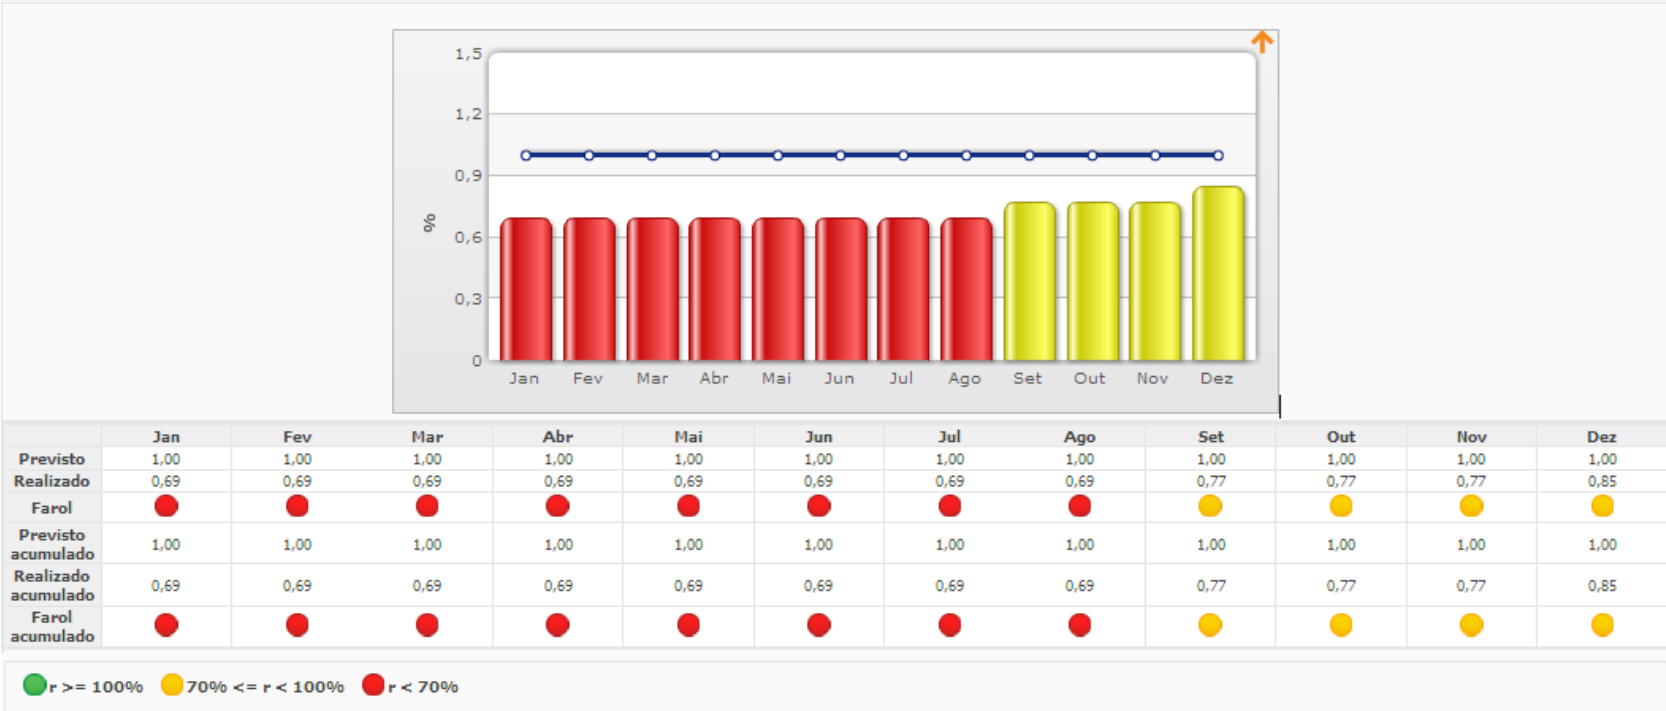 1,5
1,2
0,9
0,6
0,3
0
%
Jan Fev Mar Abr Mai Jun Jul Ago Set Out Nov Dez
Jan Fev Mar Abr Mai Jun Jul Ago Set Out Nov Dez
Previsto 1,00 1,00 1,00 1,00 1,00 1,00 1,00 1,00 1,00 1,00 1,00 1,00
Realizado 0,69 0,69 0,69 0,69 0,69 0,69 0,69 0,69 0,77 0,77 0,77 0,85
Farol
Previsto
acumulado 1,00 1,00 1,00 1,00 1,00 1,00 1,00 1,00 1,00 1,00 1,00 1,00
Realizado
acumulado 0,69 0,69 0,69 0,69 0,69 0,69 0,69 0,69 0,77 0,77 0,77 0,85
Farol
acumulado
r >= 100% 70% <= r < 100% r < 70%